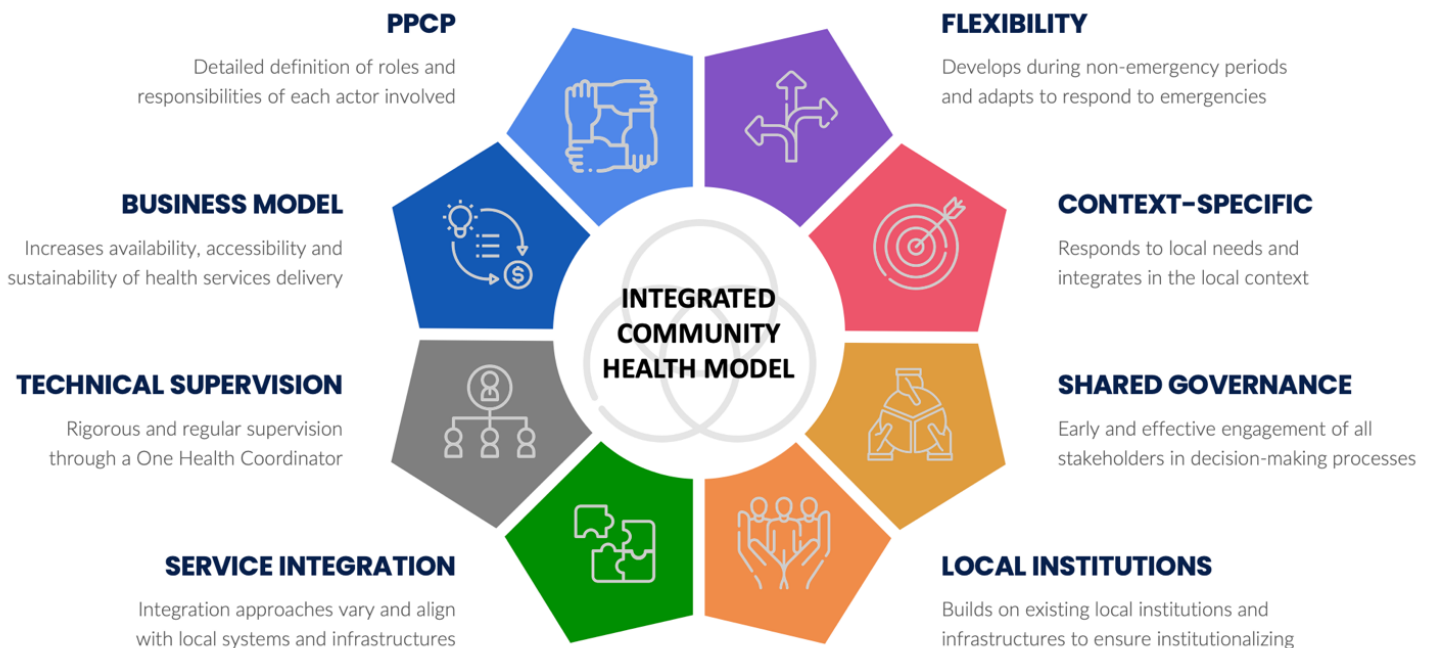 PPCP
Detailed definition of roles and
responsibilities of each actor involved
FLEXIBILITY
Develops during non-emergency periods
and adapts to respond to emergencies
BUSINESS MODEL
Increases availability, accessibility and
sustainability of health services delivery
CONTEXT-SPECIFIC
Responds to local needs and
integrates in the local context
INTEGRATED
COMMUNITY
HEALTH MODEL
TECHNICAL SUPERVISION
Rigorous and regular supervision
through a One Health Coordinator
SHARED GOVERNANCE
Early and effective engagement of all
stakeholders in decision-making processes
SERVICE INTEGRATION
Integration approaches vary and align
with local systems and infrastructures
LOCAL INSTITUTIONS
Builds on existing local institutions and
infrastructures to ensure institutionalizing
$